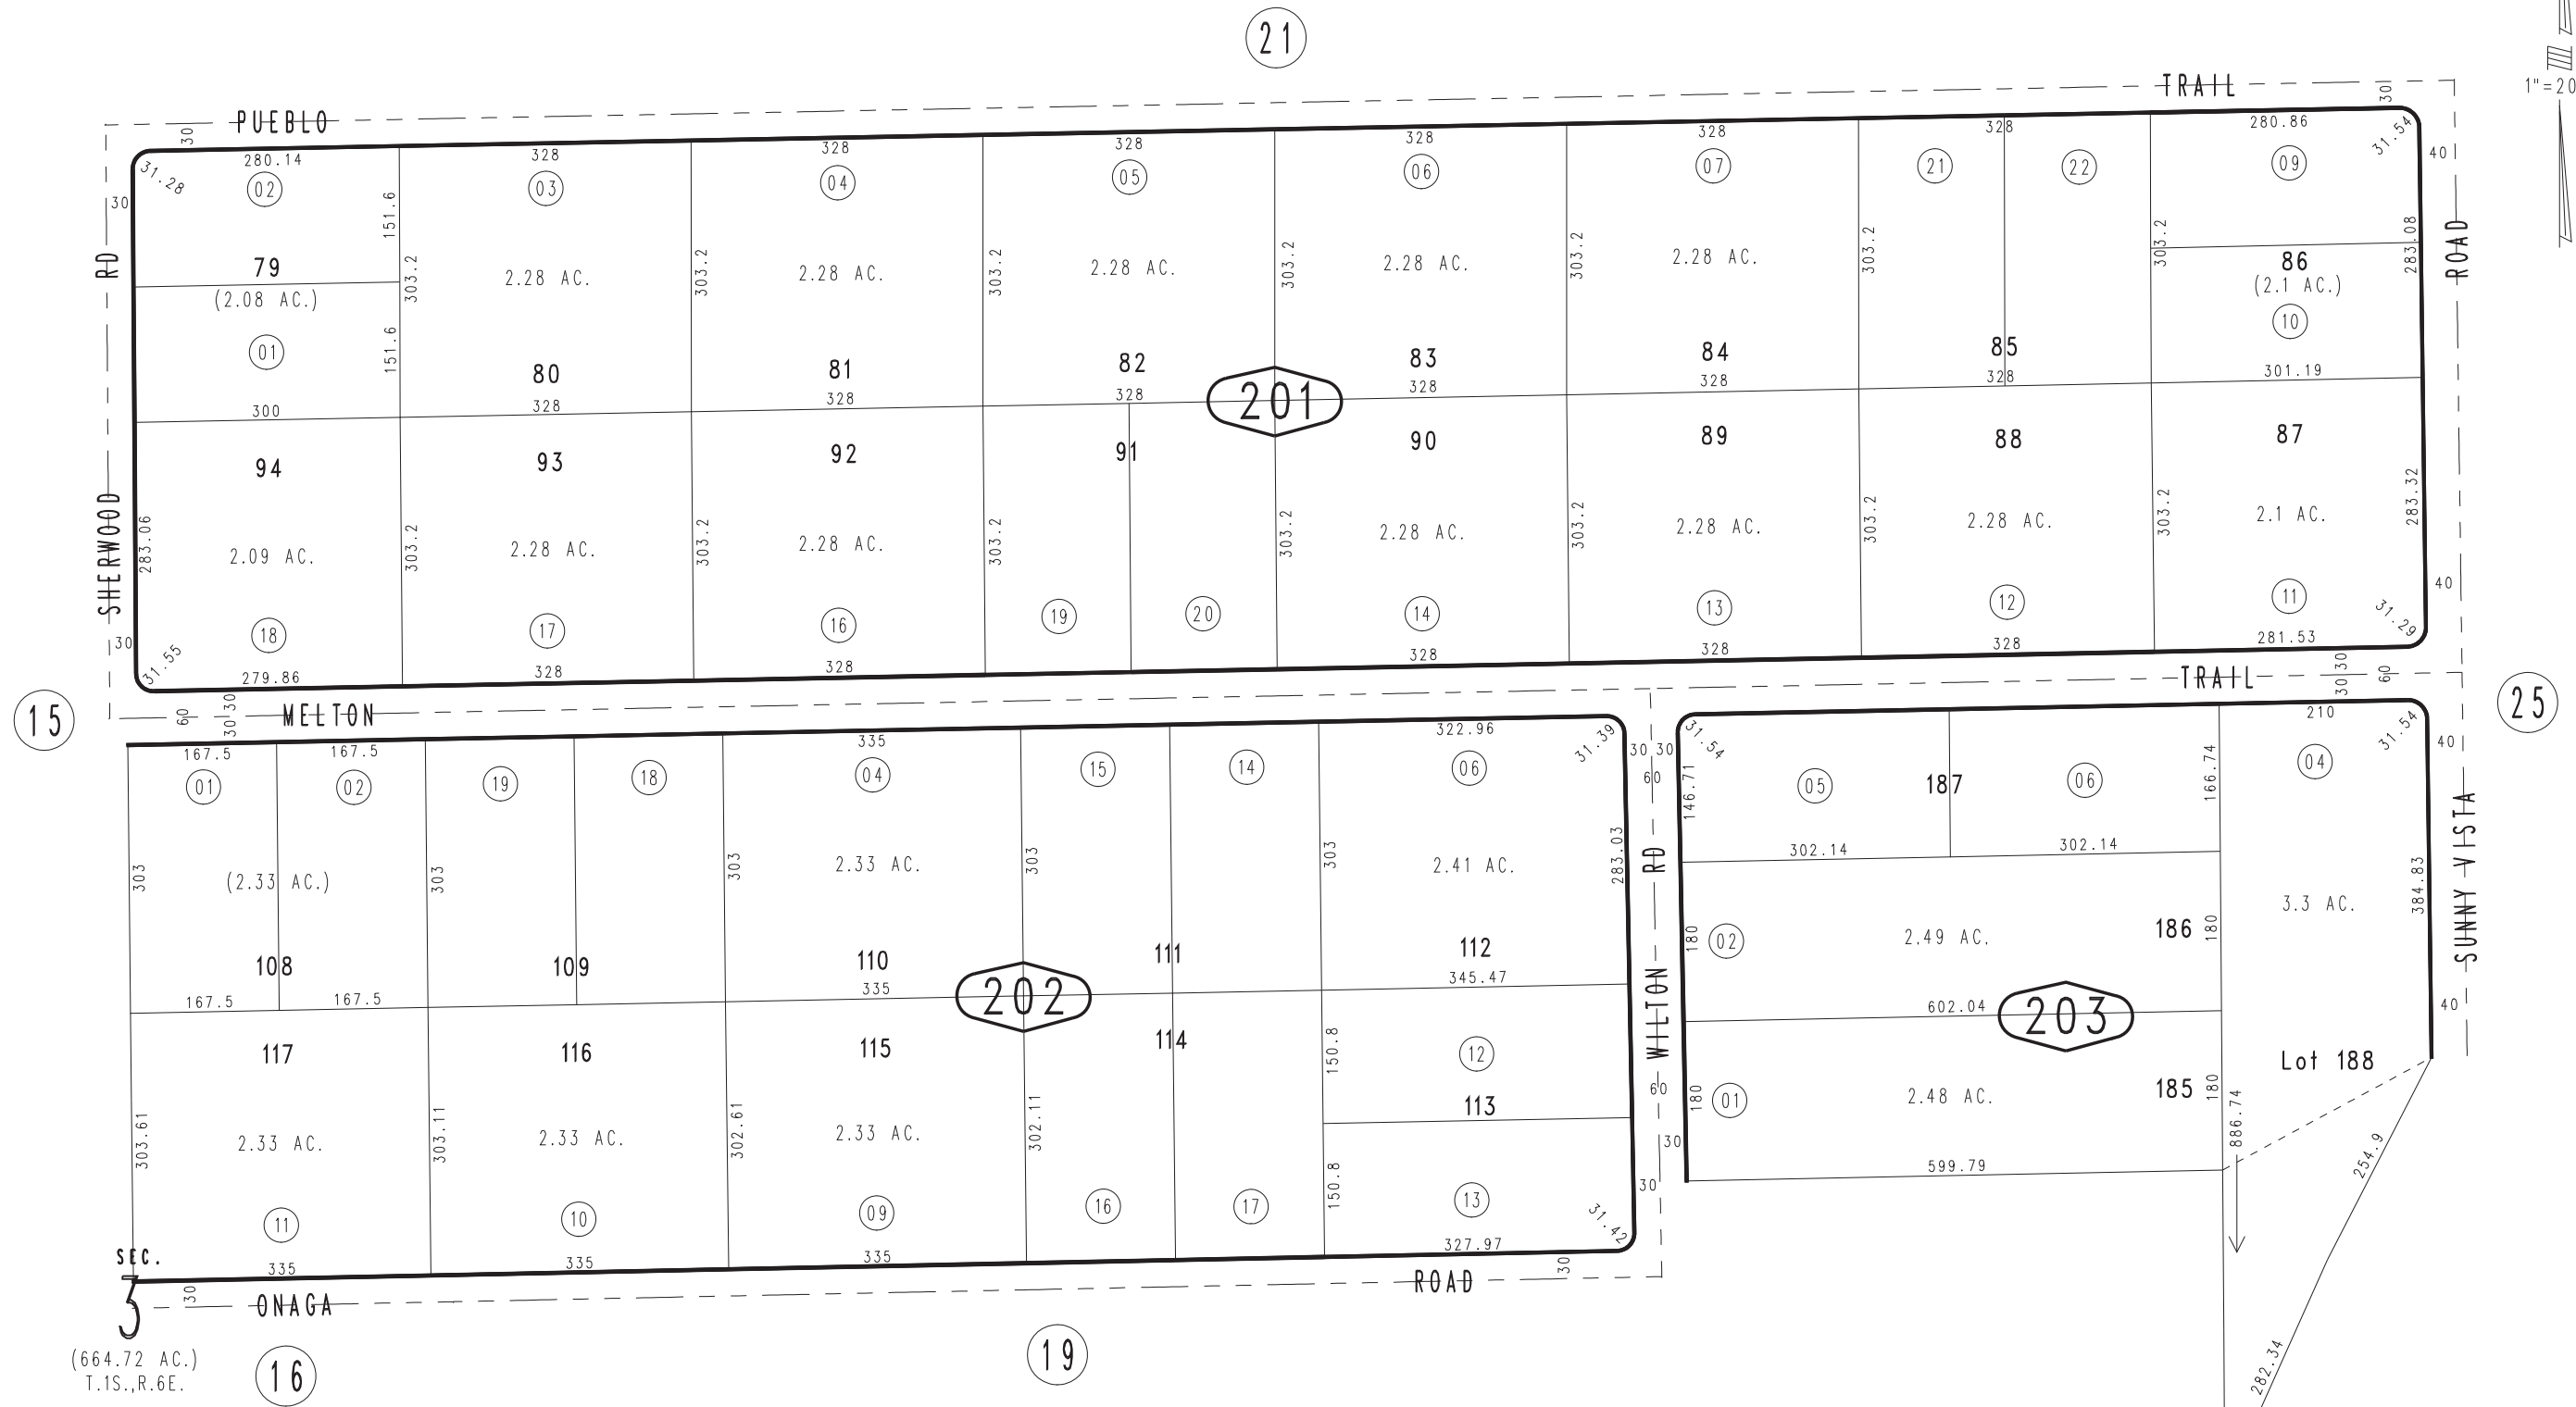 21
1"=20
PUEBLO TRAIL
30 30
280.14 328 328 328 328 328 328 280.86
31.28 31.54
02 03 04 05 06 07 21 22 09
30 40
151.6 303.2 303.2 303.2 303.2 303.2 303.2 303.2 283.08
SHERWOOD RD
ROAD
79 86
(2.08 AC.) 2.28 AC. 2.28 AC. 2.28 AC. 2.28 AC. 2.28 AC. (2.1 AC.)
01 10
151.6
80 81 82 83 84 85
300 328 328 328 328 328 328 301.19
201
94 93 92 91 90 89 88 87
283.06 303.2 303.2 303.2 303.2 303.2 303.2 303.2 283.32
2.09 AC. 2.28 AC. 2.28 AC. 2.28 AC. 2.28 AC. 2.28 AC. 2.1 AC.
40
18 17 16 19 20 14 13 12 11
30
31.55 31.29
279.86 328 328 328 328 328 281.53
15
60 30 30 MELTON TRAIL 30 30 60
25
167.5 167.5 335 322.96 31.39 30 30 31.54 210 31.54
40
01 02 19 18 04 15 14 06 05 187 06 04
60
146.71 166.74
303 303 303 303 303 283.03
302.14 302.14
(2.33 AC.) 2.33 AC. 2.41 AC.
WILTON RD
SUNNY VISTA
384.83
3.3 AC.
108 109 110 111 112
180 02 2.49 AC. 186 180
167.5 167.5 335 345.47
202
602.04
203
40
117 116 115 114
150.8 12
113
60
Lot 188
180 01 2.48 AC. 185 180
303.61 303.11 302.61 302.11
2.33 AC. 2.33 AC. 2.33 AC.
886.74
30
254.9
599.79
150.8 13
30
11 10 09 16 17
31.42
335 335 335 327.97
SEC.
3
30 ONAGA ROAD 30
(664.72 AC.)
T.1S.,R.6E.
16
19
282.34